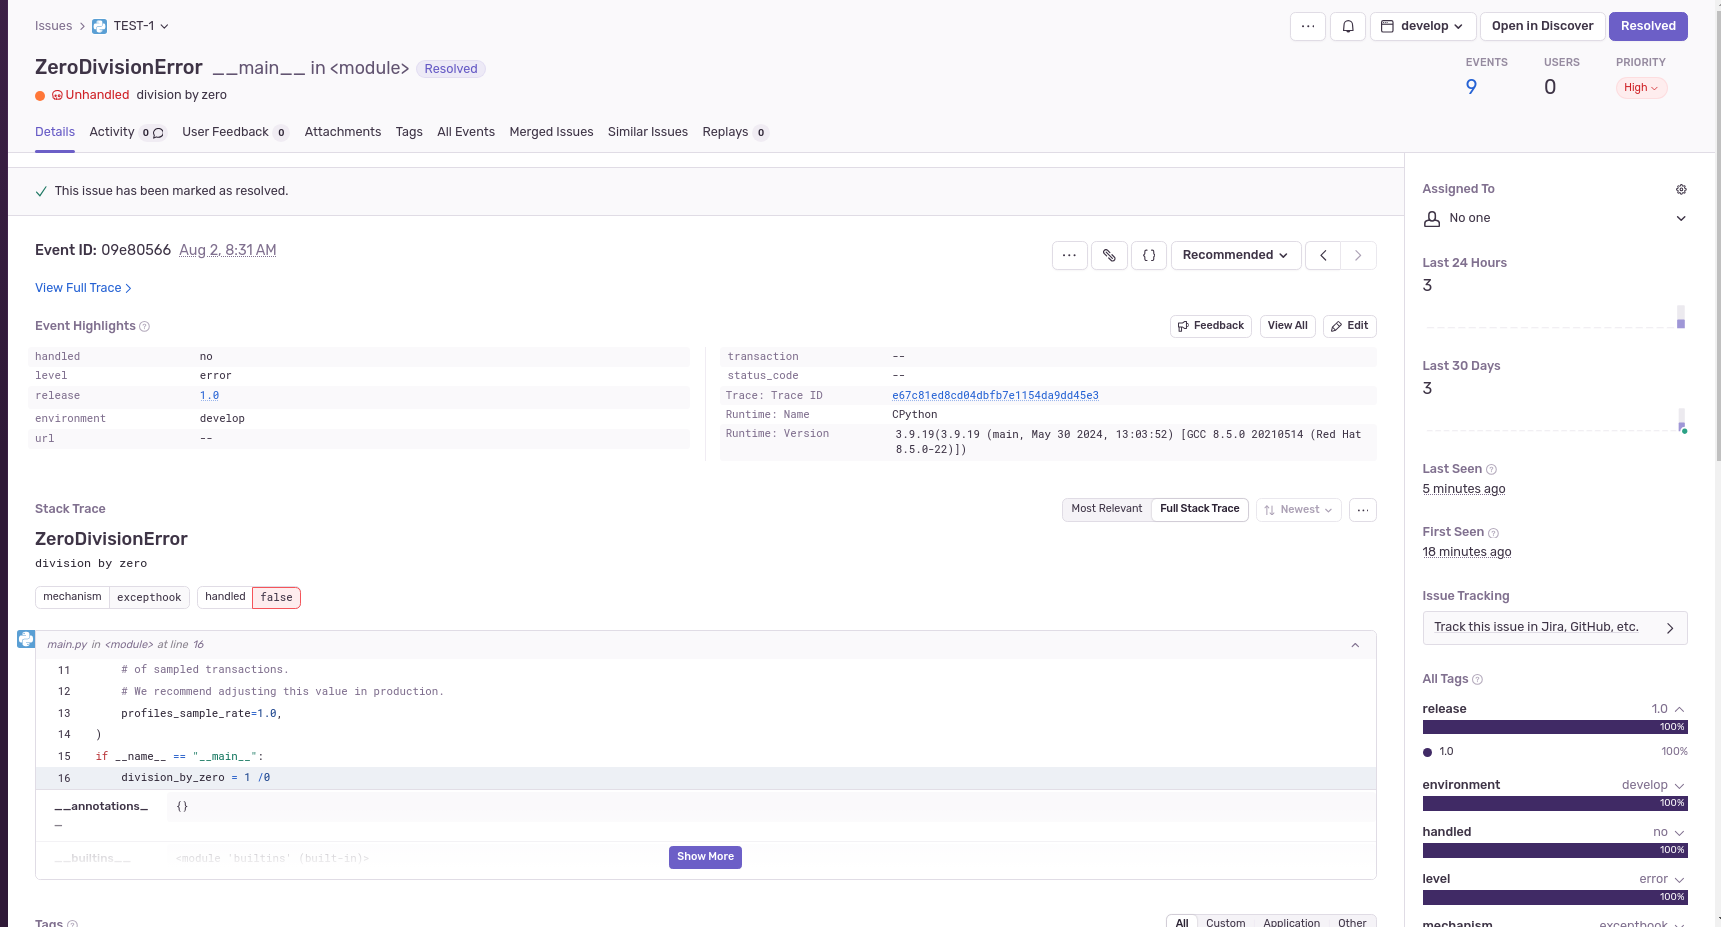 Issues > TEST-1
... develop Open in Discover Resolved
ZeroDivisionError __main__ in <module> Resolved
Unhandled division by zero
EVENTS USERS PRIORITY
9 0 High
Details Activity 0 User Feedback 0 Attachments Tags All Events Merged Issues Similar Issues Replays 0
This issue has been marked as resolved.
Event ID: 09e80566 Aug 2, 8:31 AM
... {} Recommended
View Full Trace >
Event Highlights ? Feedback View All Edit
handled no
level error
release 1.0
environment develop
url --
transaction --
status_code --
Trace: Trace ID e67c81ed8cd04dbfb7e1154da9dd45e3
Runtime: Name CPython
Runtime: Version 3.9.19(3.9.19 (main, May 30 2024, 13:03:52) [GCC 8.5.0 20210514 (Red Hat
8.5.0-22)])
Stack Trace Most Relevant Full Stack Trace Newest ...
ZeroDivisionError
division by zero
mechanism excepthook handled false
main.py in <module> at line 16
11 # of sampled transactions.
12 # We recommend adjusting this value in production.
13 profiles_sample_rate=1.0,
14 )
15 if __name__ == "__main__":
16 division_by_zero = 1 /0
__annotations_ {}
_
__builtins__ <module 'builtins' (built-in)>
Show More
Tags ? All Custom Application Other
Assigned To
No one
Last 24 Hours
3
Last 30 Days
3
Last Seen ?
5 minutes ago
First Seen ?
18 minutes ago
Issue Tracking
Track this issue in Jira, GitHub, etc.
All Tags ?
release 1.0
100%
1.0 100%
environment develop
100%
handled no
100%
level error
100%
mechanism excepthook